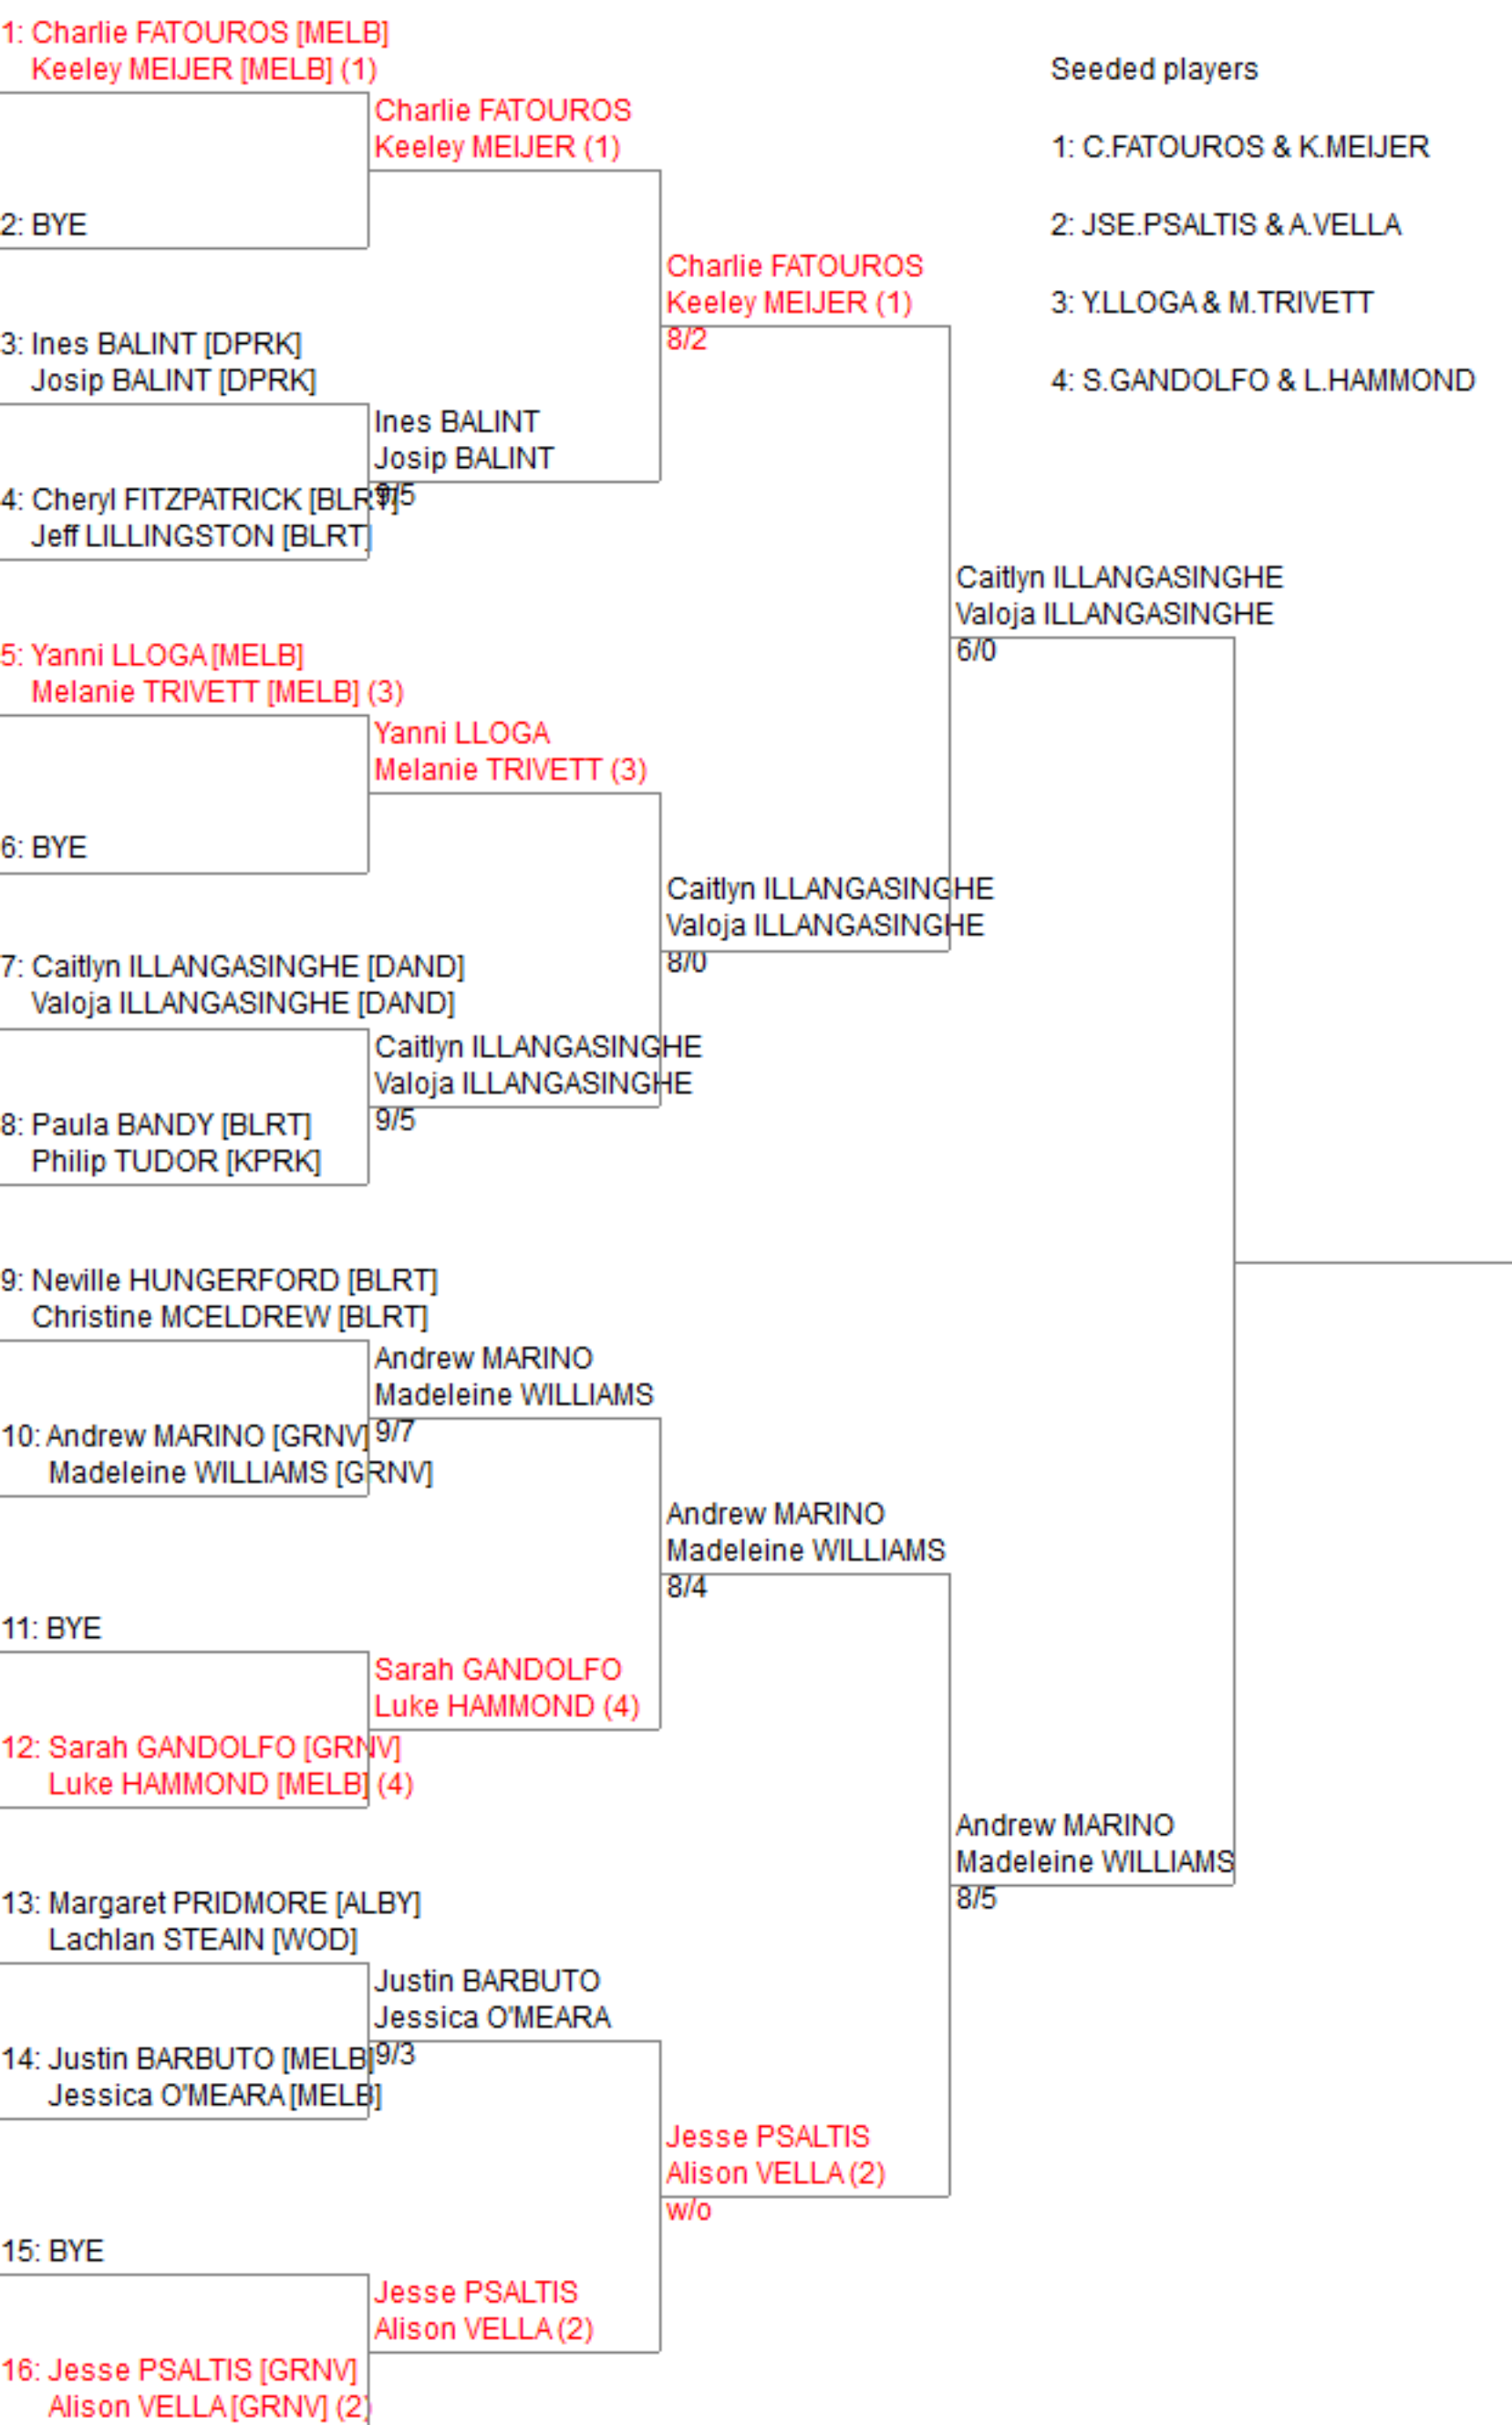 1: Charlie FATOUROS [MELB]
Keeley MEIJER [MELB] (1)
Seeded players
Charlie FATOUROS
Keeley MEIJER (1)
1: C.FATOUROS & K.MEIJER
2: BYE
2: JSE.PSALTIS & A.VELLA
Charlie FATOUROS
Keeley MEIJER (1)
8/2
3: Y.LLOGA & M.TRIVETT
3: Ines BALINT [DPRK]
Josip BALINT [DPRK]
4: S.GANDOLFO & L.HAMMOND
Ines BALINT
Josip BALINT
9/5
4: Cheryl FITZPATRICK [BLRT]
Jeff LILLINGSTON [BLRT]
Caitlyn ILLANGASINGHE
Valoja ILLANGASINGHE
6/0
5: Yanni LLOGA [MELB]
Melanie TRIVETT [MELB] (3)
Yanni LLOGA
Melanie TRIVETT (3)
6: BYE
Caitlyn ILLANGASINGHE
Valoja ILLANGASINGHE
8/0
7: Caitlyn ILLANGASINGHE [DAND]
Valoja ILLANGASINGHE [DAND]
Caitlyn ILLANGASINGHE
Valoja ILLANGASINGHE
9/5
8: Paula BANDY [BLRT]
Philip TUDOR [KPRK]
9: Neville HUNGERFORD [BLRT]
Christine MCELDREW [BLRT]
Andrew MARINO
Madeleine WILLIAMS
9/7
10: Andrew MARINO [GRNV]
Madeleine WILLIAMS [GRNV]
Andrew MARINO
Madeleine WILLIAMS
8/4
11: BYE
Sarah GANDOLFO
Luke HAMMOND (4)
12: Sarah GANDOLFO [GRNV]
Luke HAMMOND [MELB] (4)
Andrew MARINO
Madeleine WILLIAMS
8/5
13: Margaret PRIDMORE [ALBY]
Lachlan STEAIN [WOD]
Justin BARBUTO
Jessica O'MEARA
9/3
14: Justin BARBUTO [MELB]
Jessica O'MEARA [MELB]
Jesse PSALTIS
Alison VELLA (2)
w/o
15: BYE
Jesse PSALTIS
Alison VELLA (2)
16: Jesse PSALTIS [GRNV]
Alison VELLA [GRNV] (2)